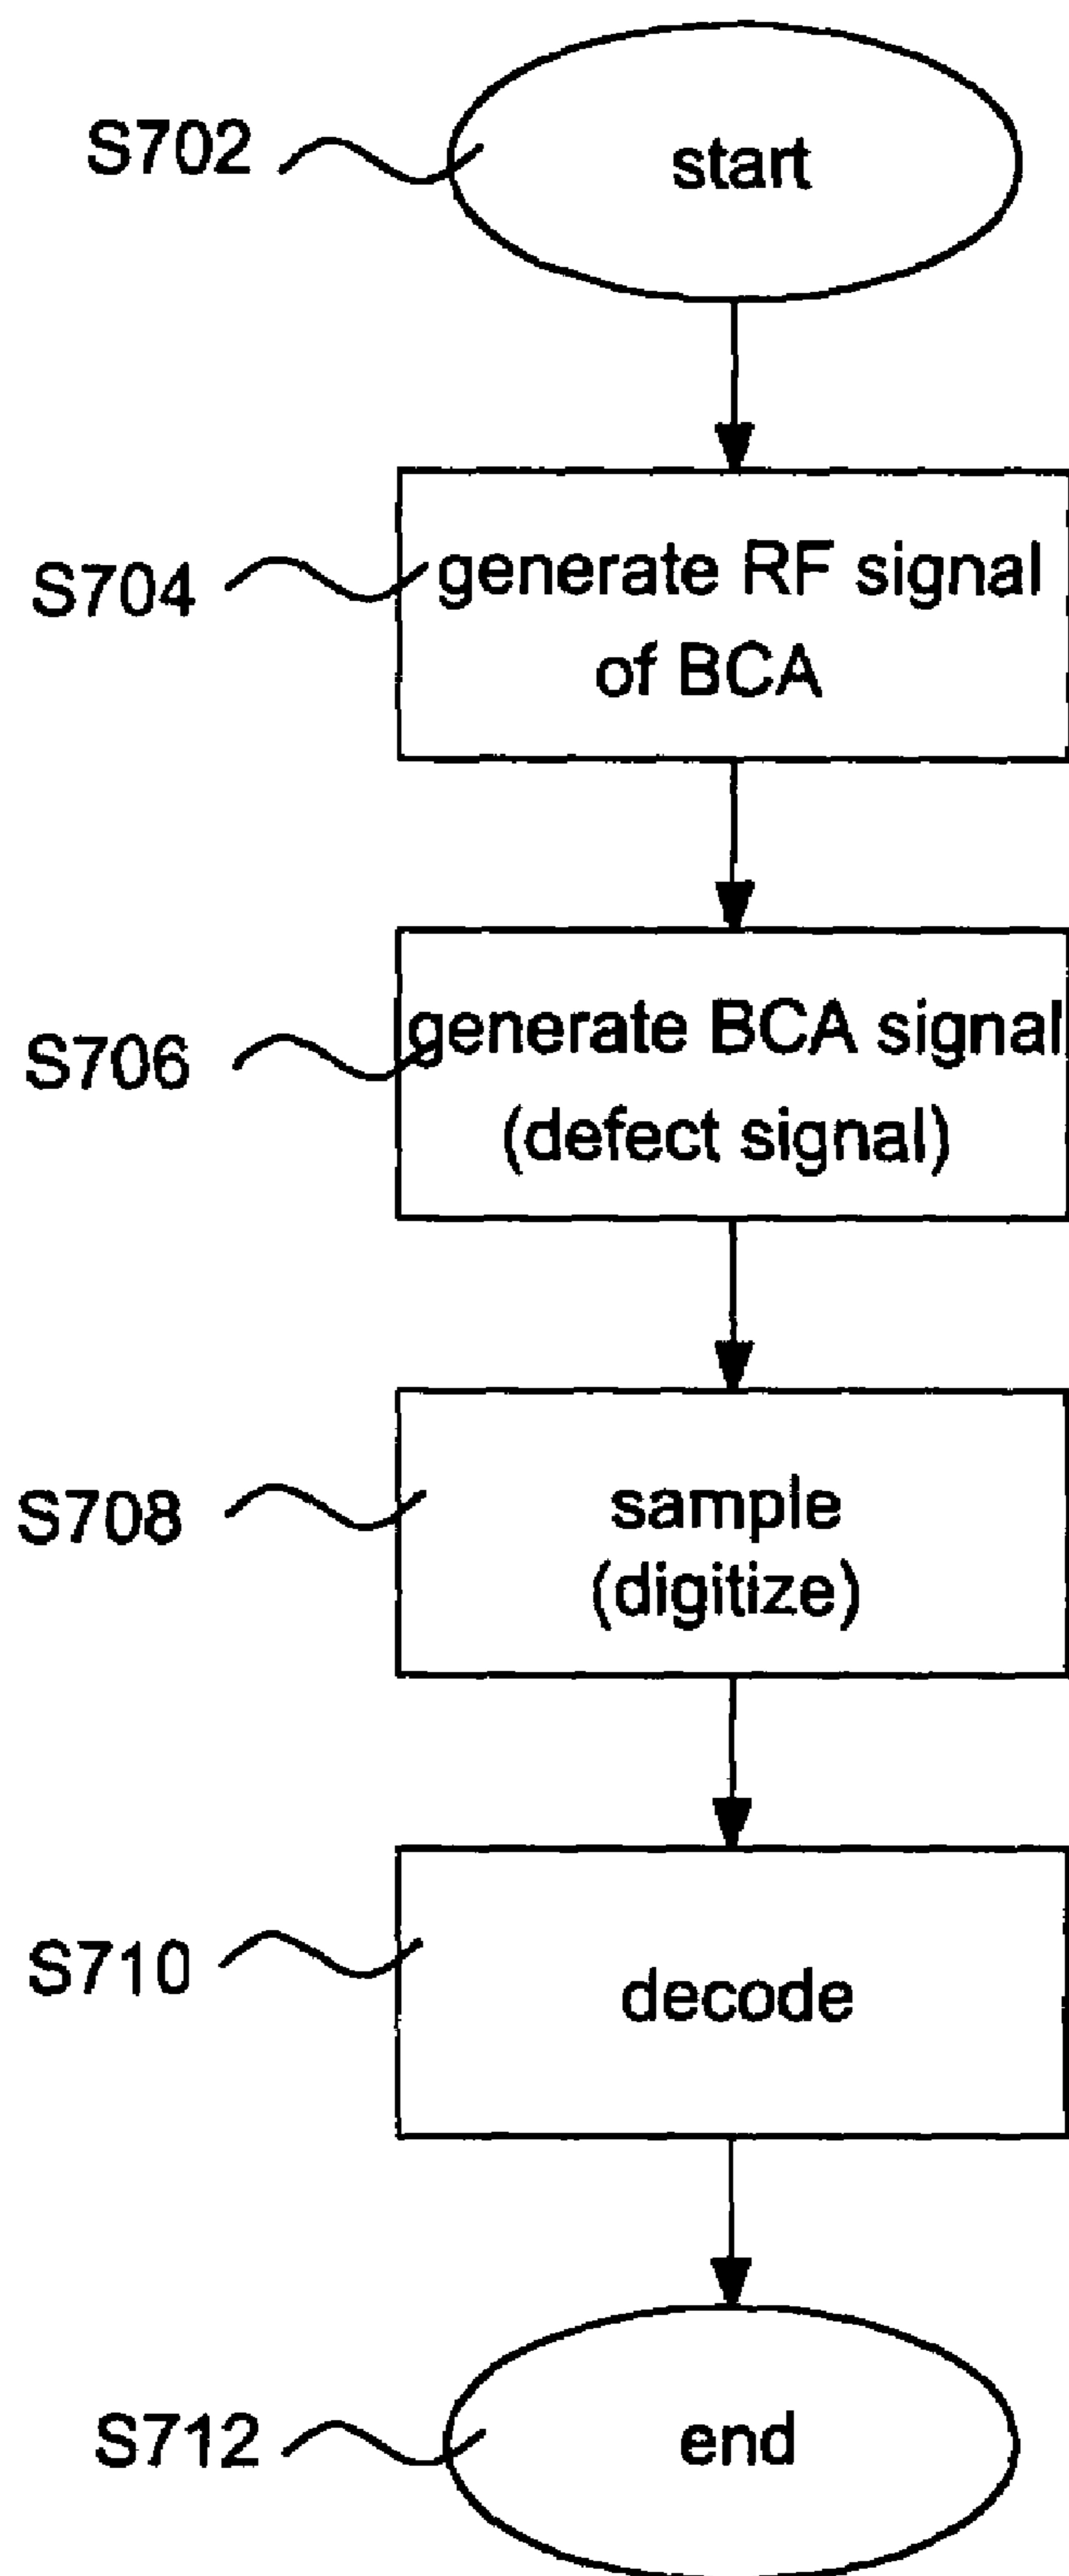 S702
start
S704
generate RF signal
of BCA
S706
generate BCA signal
(defect signal)
S708
sample
(digitize)
S710
decode
S712
end